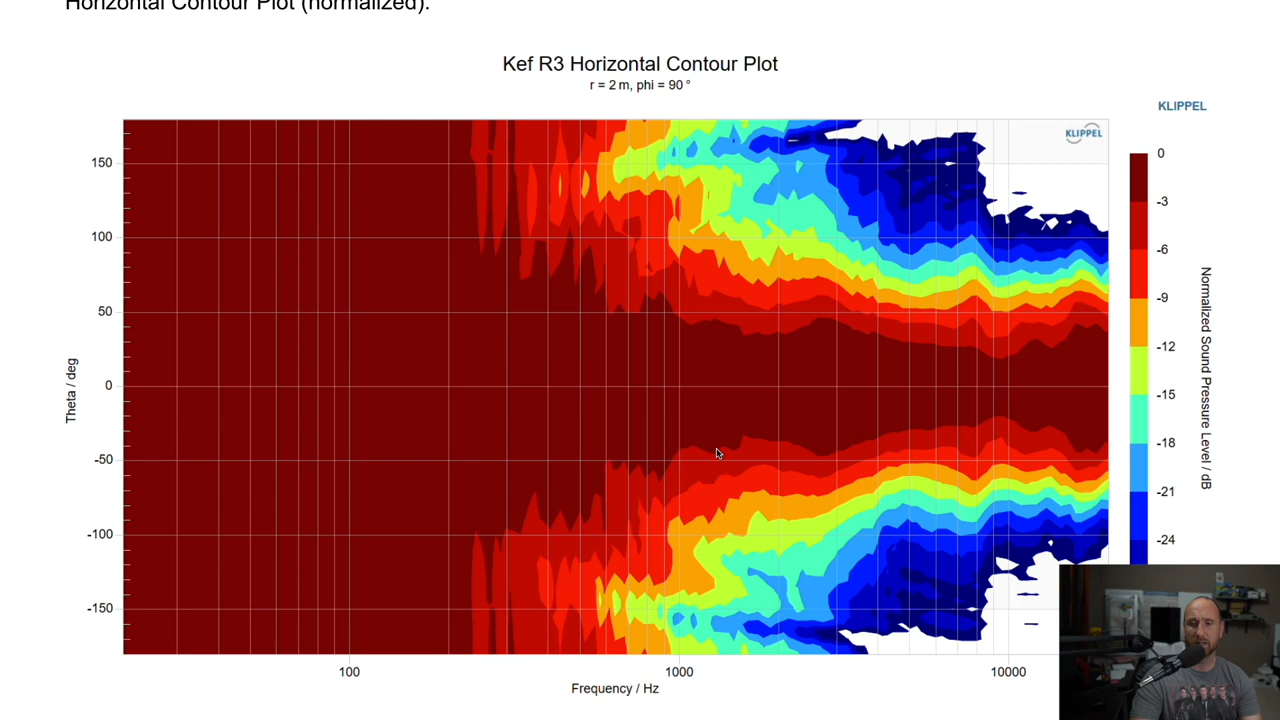 Horizontal Contour Plot (normalized).
Kef R3 Horizontal Contour Plot
r = 2 m, phi = 90 °
KLIPPEL
KLIPPEL
0
-3
-6
-9
-12
-15
-18
-21
-24
Normalized Sound Pressure Level / dB
150
100
50
0
-50
-100
-150
Theta / deg
100
1000
10000
Frequency / Hz